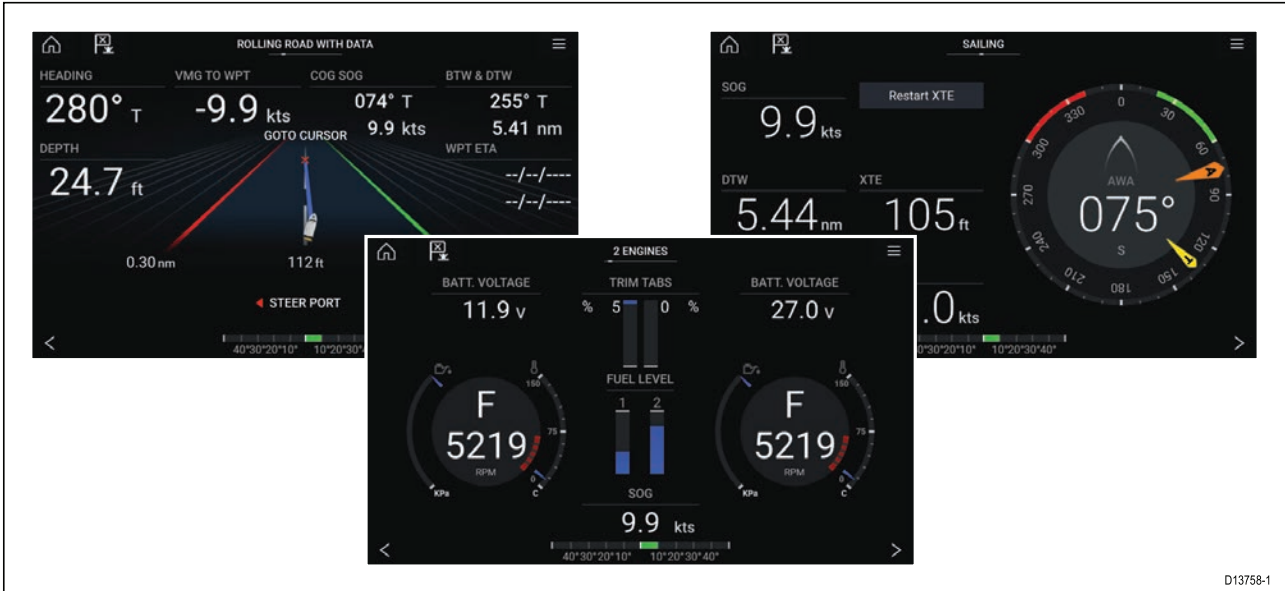 ROLLING ROAD WITH DATA
HEADING VMG TO WPT COG SOG BTW & DTW
280° T -9.9 kts 074° T 255° T
9.9 kts 5.41 nm
GOTO CURSOR
DEPTH WPT ETA
24.7 ft --/--/----
--/--/----
0.30 nm 112 ft
STEER PORT
< 40°30°20°10° 10°20°30°
SAILING
SOG Restart XTE
9.9 kts
DTW XTE
5.44 nm 105 ft
.0 kts
0 30 60 90 120 150 180 210 240 270 300 330
AWA
075°
S
A
T
0°30°20°10° 10°20°30°40° >
2 ENGINES
BATT. VOLTAGE TRIM TABS BATT. VOLTAGE
11.9 v % 5 0 % 27.0 v
FUEL LEVEL
1 2
F
5219
RPM
150
75
0
KPa C
F
5219
RPM
150
75
0
KPa C
SOG
9.9 kts
< 40°30°20°10° 10°20°30°40° >
D13758-1